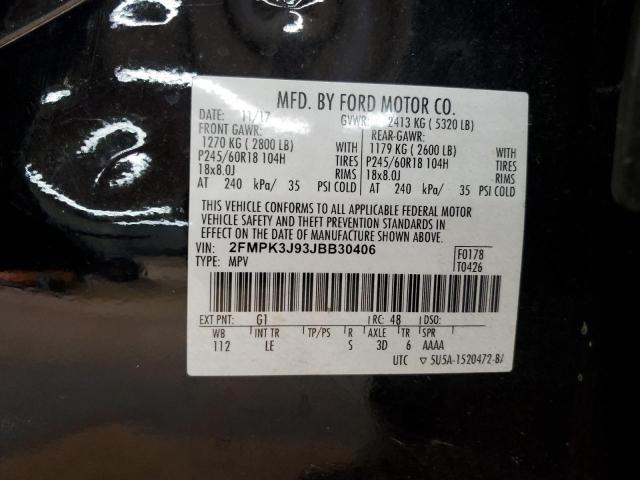 MFD. BY FORD MOTOR CO.
DATE: 11/17 GVWR: 2413 KG ( 5320 LB)
FRONT GAWR: REAR-GAWR:
1270 KG ( 2800 LB) WITH 1179 KG ( 2600 LB) WITH
P245/60R18 104H TIRES P245/60R18 104H TIRES
18x8.0J RIMS 18x8.0J RIMS
AT 240 kPa/ 35 PSI COLD AT 240 kPa/ 35 PSI COLD
THIS VEHICLE CONFORMS TO ALL APPLICABLE FEDERAL MOTOR
VEHICLE SAFETY AND THEFT PREVENTION STANDARDS IN
EFFECT ON THE DATE OF MANUFACTURE SHOWN ABOVE.
VIN: 2FMPK3J93JBB30406 F0178
TYPE: MPV T0426
EXT PNT: G1 RC: 48 DSO:
WB INT TR TP/PS R AXLE TR SPR
112 LE S 3D 6 AAAA
UTC ▽ 5U5A-1520472-BA